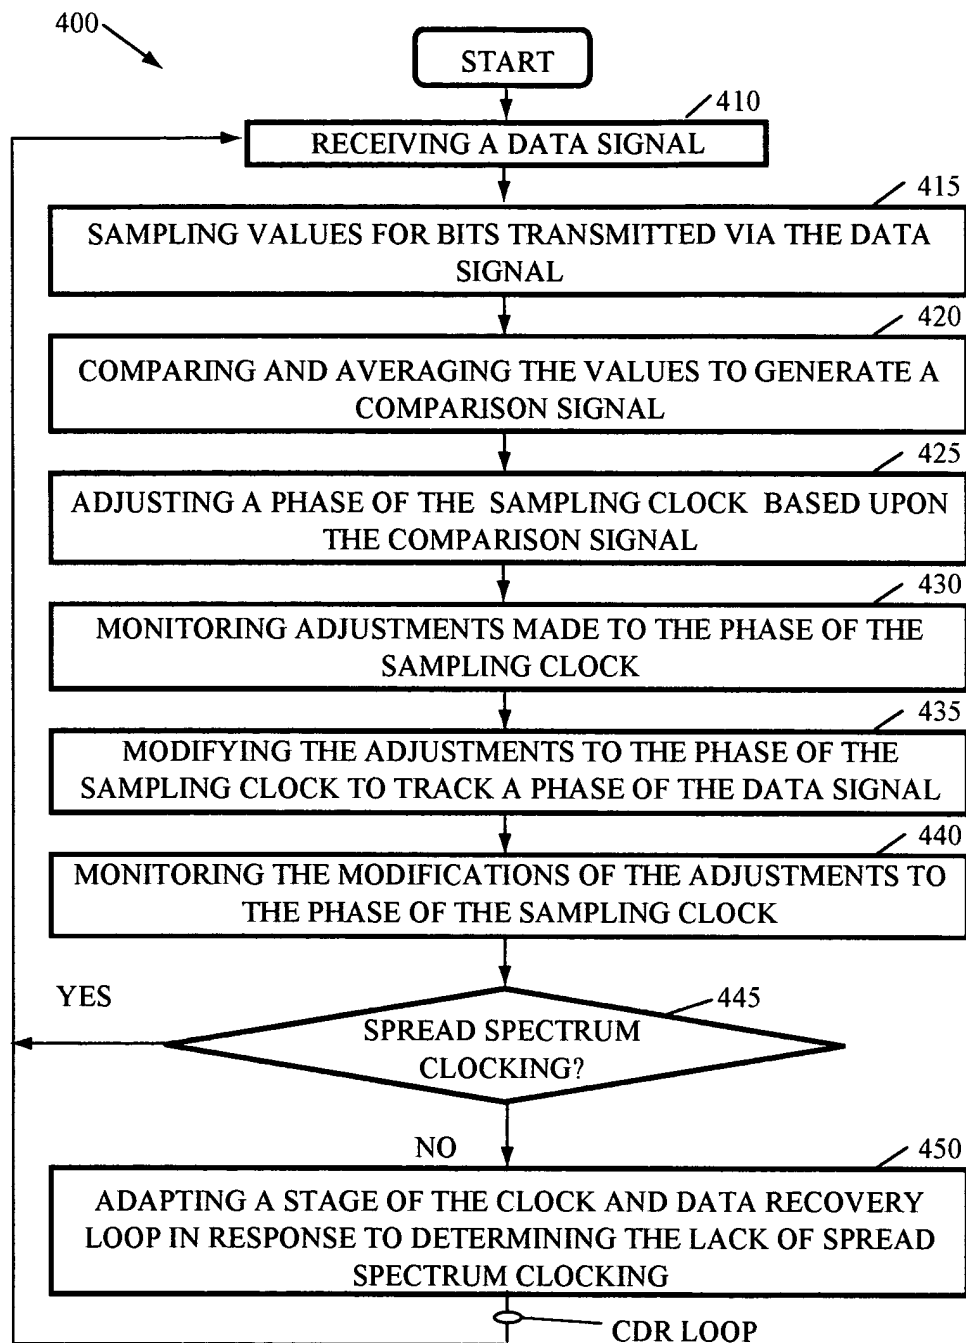 400
START
410
RECEIVING A DATA SIGNAL
415
SAMPLING VALUES FOR BITS TRANSMITTED VIA THE DATA
SIGNAL
420
COMPARING AND AVERAGING THE VALUES TO GENERATE A
COMPARISON SIGNAL
425
ADJUSTING A PHASE OF THE SAMPLING CLOCK BASED UPON
THE COMPARISON SIGNAL
430
MONITORING ADJUSTMENTS MADE TO THE PHASE OF THE
SAMPLING CLOCK
435
MODIFYING THE ADJUSTMENTS TO THE PHASE OF THE
SAMPLING CLOCK TO TRACK A PHASE OF THE DATA SIGNAL
440
MONITORING THE MODIFICATIONS OF THE ADJUSTMENTS TO
THE PHASE OF THE SAMPLING CLOCK
YES
445
SPREAD SPECTRUM
CLOCKING?
NO
450
ADAPTING A STAGE OF THE CLOCK AND DATA RECOVERY
LOOP IN RESPONSE TO DETERMINING THE LACK OF SPREAD
SPECTRUM CLOCKING
CDR LOOP